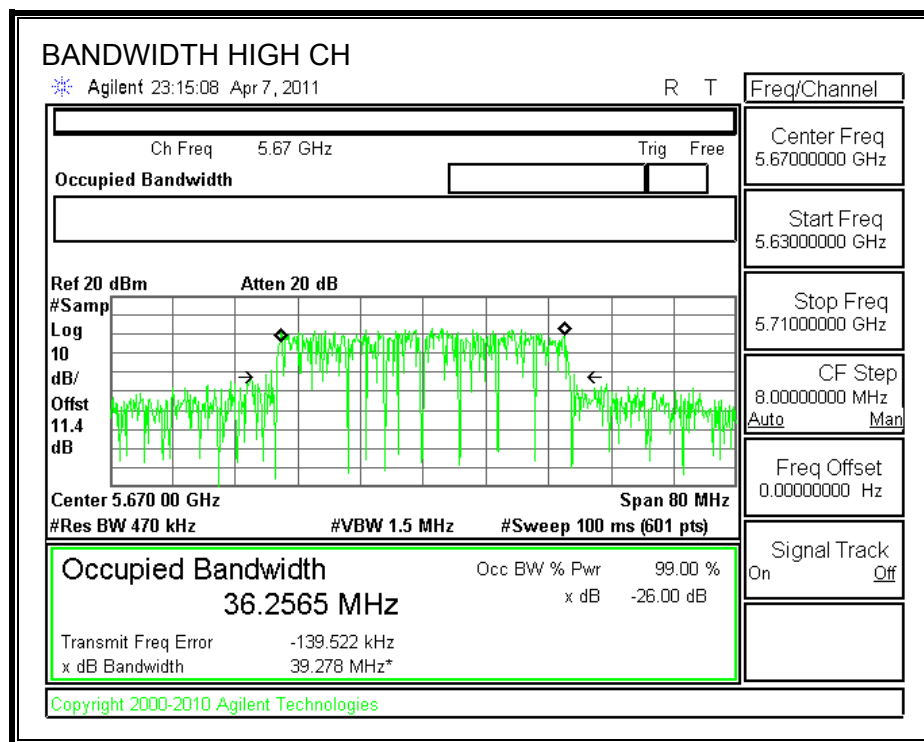 BANDWIDTH HIGH CH
Agilent 23:15:08 Apr 7, 2011 R T
Freq/Channel
Ch Freq 5.67 GHz Trig Free
Occupied Bandwidth
Center Freq
5.67000000 GHz
Start Freq
5.63000000 GHz
Stop Freq
5.71000000 GHz
CF Step
8.00000000 MHz
Auto Man
Freq Offset
0.00000000 Hz
Signal Track
On Off
Ref 20 dBm Atten 20 dB
#Samp
Log
10
dB/
Offst
11.4
dB
Center 5.670 00 GHz Span 80 MHz
#Res BW 470 kHz #VBW 1.5 MHz #Sweep 100 ms (601 pts)
Occupied Bandwidth Occ BW % Pwr 99.00 %
36.2565 MHz x dB -26.00 dB
Transmit Freq Error -139.522 kHz
x dB Bandwidth 39.278 MHz*
Copyright 2000-2010 Agilent Technologies